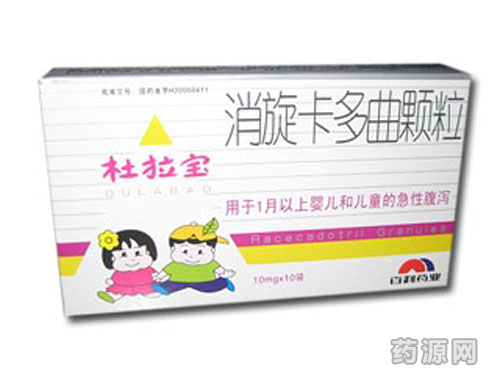 批准文号：国药准字H20050411
消旋卡多曲颗粒
杜拉宝
DULABAO
用于1月以上婴儿和儿童的急性腹泻
Racecadotril Granules
10mg×10袋
药源网